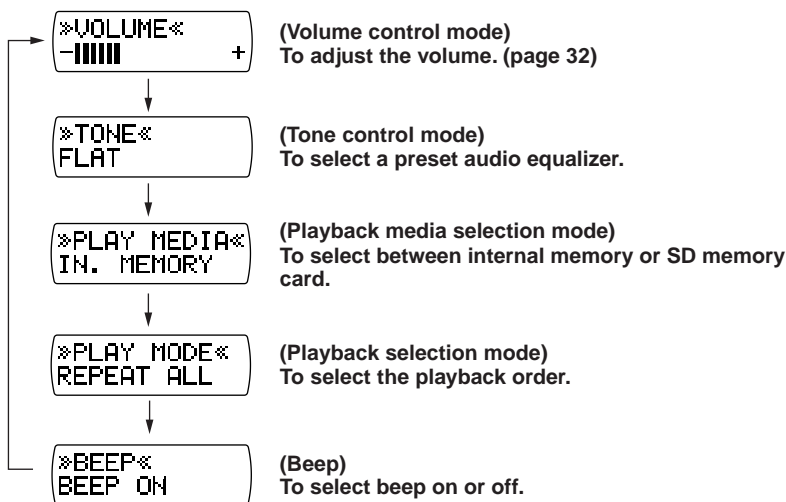 »VOLUME«
− +
(Volume control mode)
To adjust the volume. (page 32)
»TONE«
FLAT
(Tone control mode)
To select a preset audio equalizer.
»PLAY MEDIA«
IN. MEMORY
(Playback media selection mode)
To select between internal memory or SD memory
card.
»PLAY MODE«
REPEAT ALL
(Playback selection mode)
To select the playback order.
»BEEP«
BEEP ON
(Beep)
To select beep on or off.